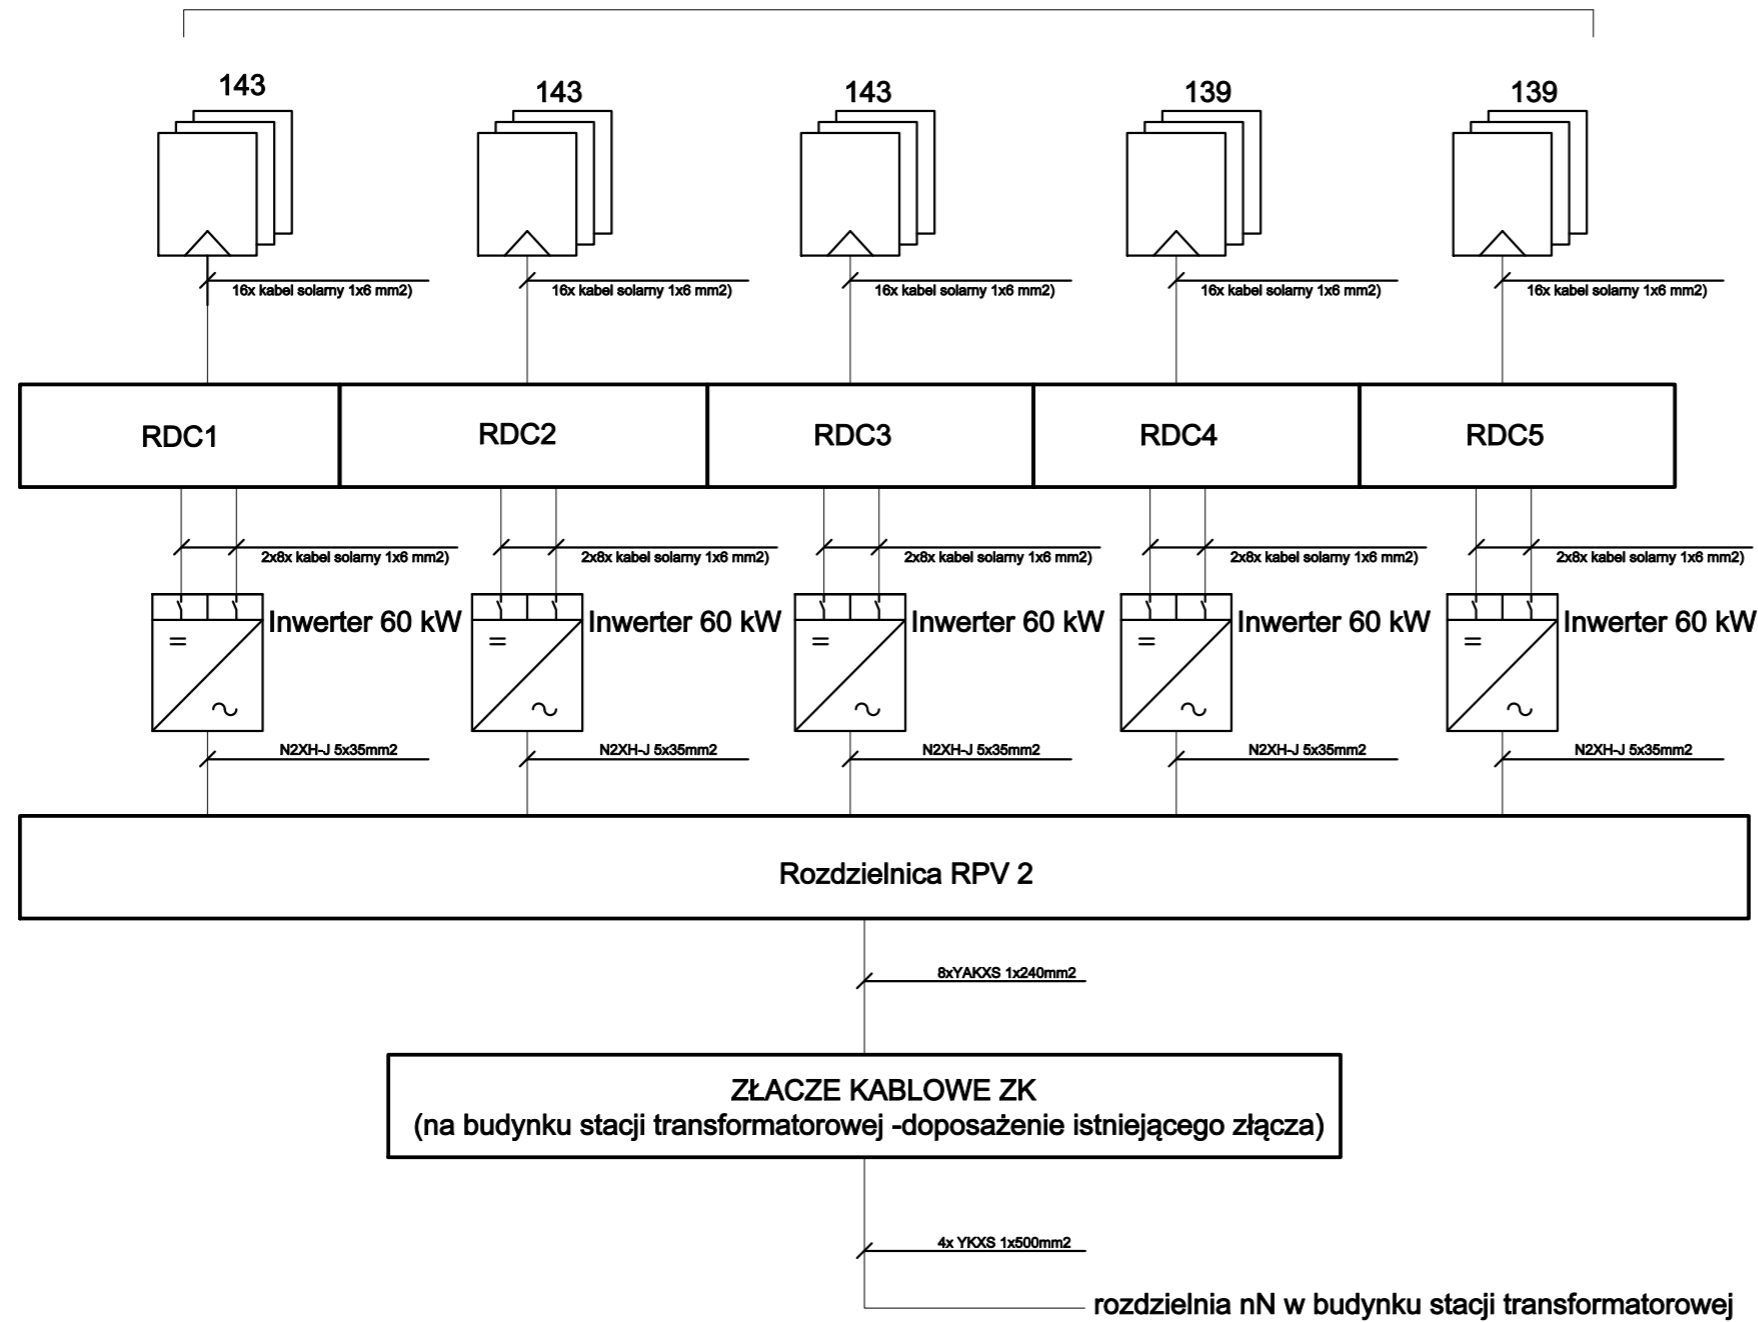 143
143
143
139
139
16x kabel solarny 1x6 mm2)
16x kabel solarny 1x6 mm2)
16x kabel solarny 1x6 mm2)
16x kabel solarny 1x6 mm2)
16x kabel solarny 1x6 mm2)
RDC1
RDC2
RDC3
RDC4
RDC5
2x8x kabel solarny 1x6 mm2)
2x8x kabel solarny 1x6 mm2)
2x8x kabel solarny 1x6 mm2)
2x8x kabel solarny 1x6 mm2)
2x8x kabel solarny 1x6 mm2)
Inwerter 60 kW
Inwerter 60 kW
Inwerter 60 kW
Inwerter 60 kW
Inwerter 60 kW
N2XH-J 5x35mm2
N2XH-J 5x35mm2
N2XH-J 5x35mm2
N2XH-J 5x35mm2
N2XH-J 5x35mm2
Rozdzielnica RPV 2
8xYAKXS 1x240mm2
ZŁACZE KABLOWE ZK
(na budynku stacji transformatorowej -doposażenie istniejącego złącza)
4x YKXS 1x500mm2
rozdzielnia nN w budynku stacji transformatorowej